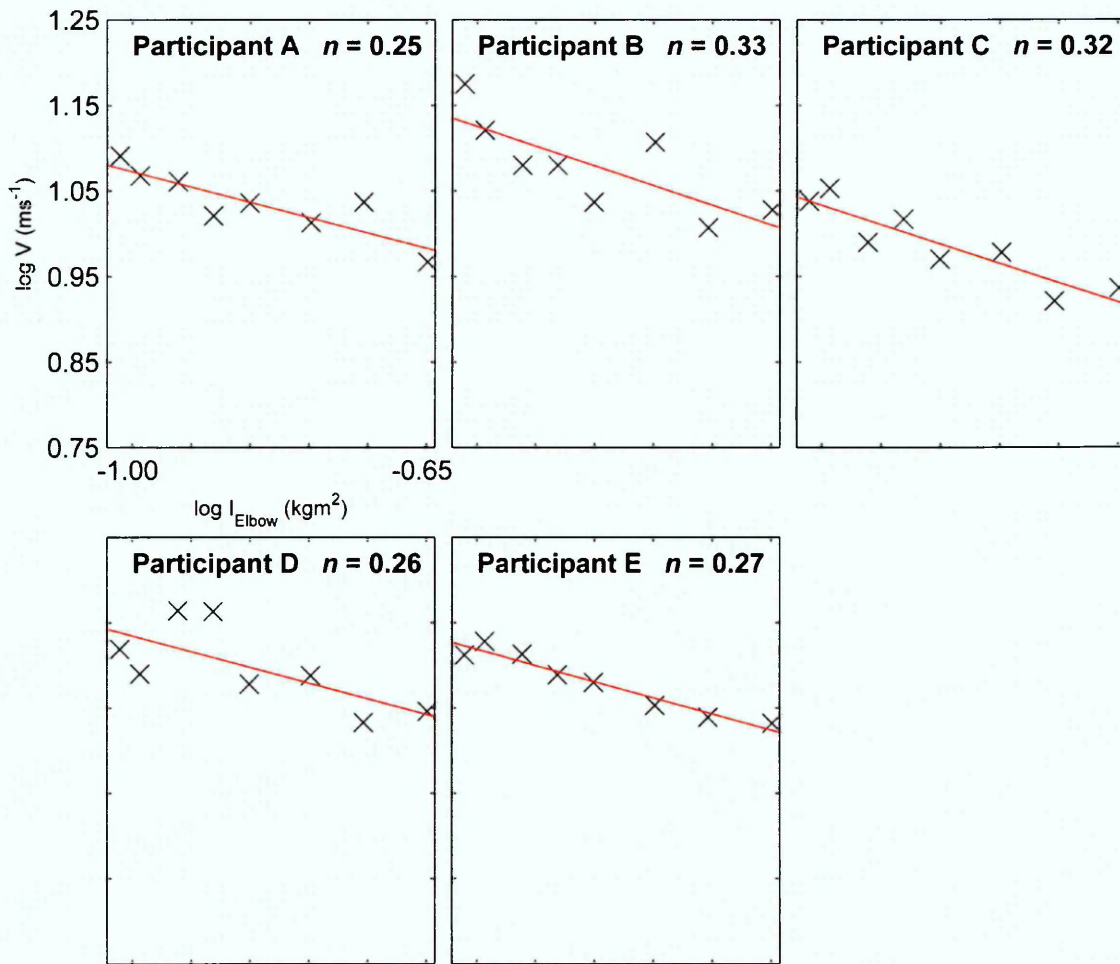 Participant A n = 0.25
Participant B n = 0.33
Participant C n = 0.32
1.25
1.15
1.05
0.95
0.85
0.75
log V (ms⁻¹)
-1.00
-0.65
log I_Elbow (kgm²)
Participant D n = 0.26
Participant E n = 0.27